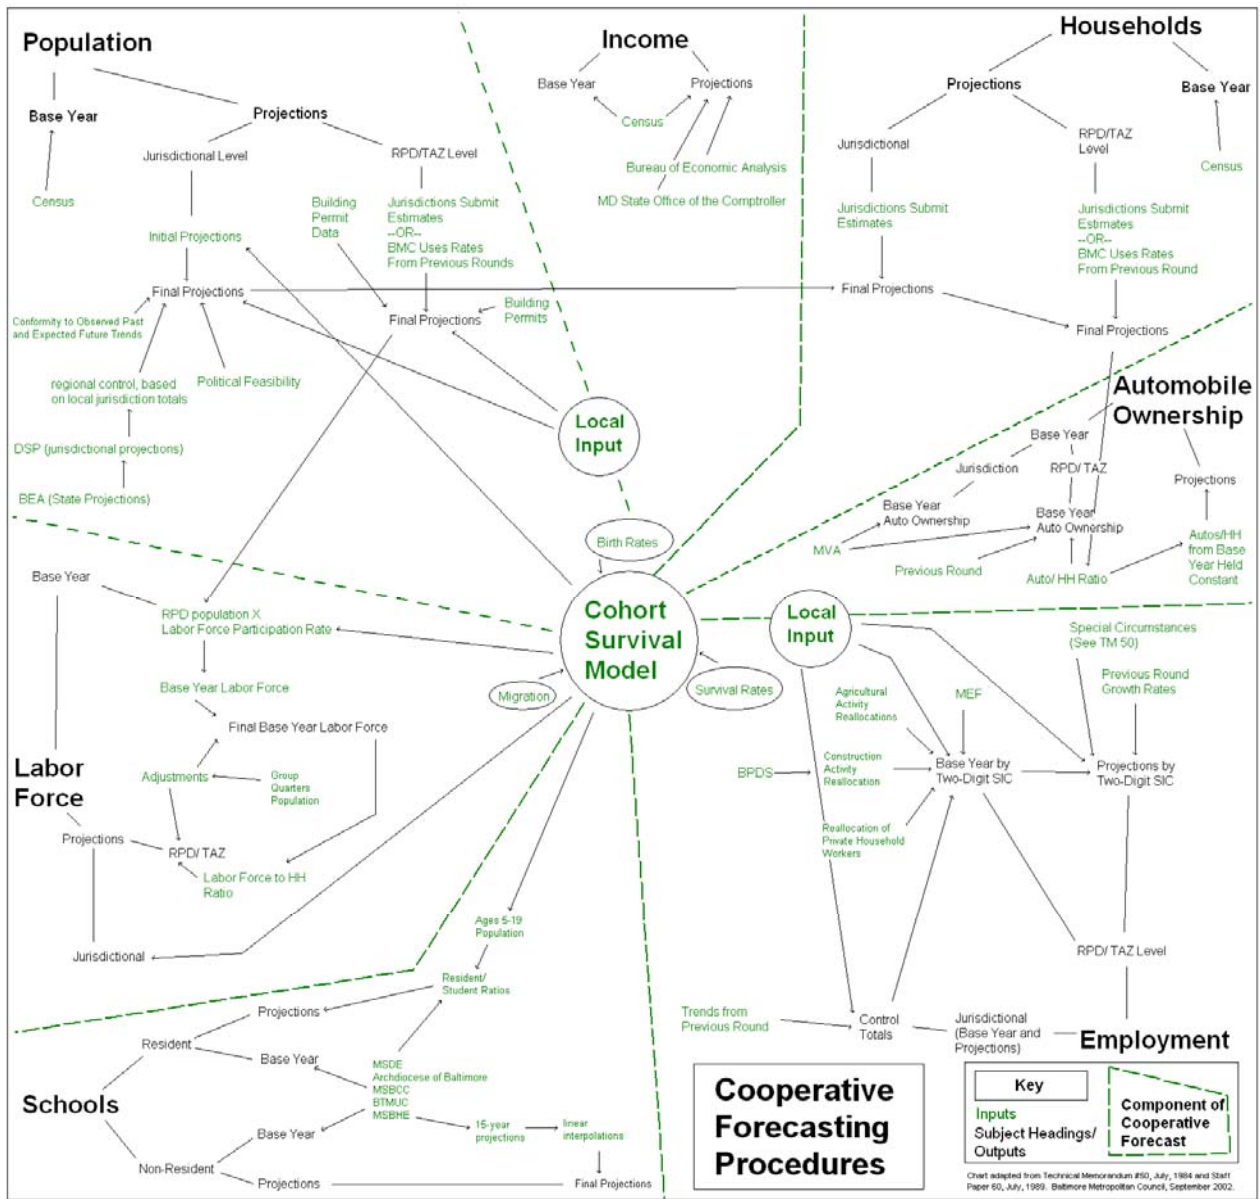 Population
Base Year
Projections
Jurisdictional Level
RPD/TAZ Level
Census
Initial Projections
Building
Permit
Data
Jurisdictions Submit
Estimates
--OR--
BMC Uses Rates
From Previous Rounds
Final Projections
Final Projections
Building
Permits
Conformity to Observed Past
and Expected Future Trends
regional control, based
on local jurisdiction totals
Political Feasibility
DSP (jurisdictional projections)
BEA (State Projections)
Income
Base Year
Projections
Census
Bureau of Economic Analysis
MD State Office of the Comptroller
Households
Projections
Base Year
Jurisdictional
RPD/TAZ
Level
Census
Jurisdictions Submit
Estimates
Jurisdictions Submit
Estimates
--OR--
BMC Uses Rates
From Previous Round
Final Projections
Final Projections
Local
Input
Automobile
Ownership
Base Year
Jurisdiction
RPD/ TAZ
Projections
Base Year
Auto Ownership
Base Year
Auto Ownership
MVA
Previous Round
Auto/ HH Ratio
Autos/HH
from Base
Year Held
Constant
Birth Rates
Cohort
Survival
Model
Migration
Survival Rates
Base Year
RPD population X
Labor Force Participation Rate
Base Year Labor Force
Final Base Year Labor Force
Labor
Force
Adjustments
Group
Quarters
Population
Projections
RPD/ TAZ
Labor Force to HH
Ratio
Jurisdictional
Local
Input
Special Circumstances
(See TM 50)
Previous Round
Growth Rates
Agricultural
Activity
Reallocations
MEF
BPDS
Construction
Activity
Reallocation
Base Year by
Two-Digit SIC
Projections by
Two-Digit SIC
Reallocation of
Private Household
Workers
RPD/ TAZ Level
Trends from
Previous Round
Control
Totals
Jurisdictional
(Base Year and
Projections)
Employment
Ages 5-19
Population
Resident/
Student Ratios
Projections
Resident
Base Year
MSDE
Archdiocese of Baltimore
MSBCC
BTMUC
MSBHE
Schools
Base Year
15-year
projections
linear
interpolations
Non-Resident
Projections
Final Projections
Cooperative
Forecasting
Procedures
Key
Inputs
Subject Headings/
Outputs
Component of
Cooperative
Forecast
Chart adapted from Technical Memorandum #50, July, 1984 and Staff
Paper 60, July, 1989. Baltimore Metropolitan Council, September 2002.